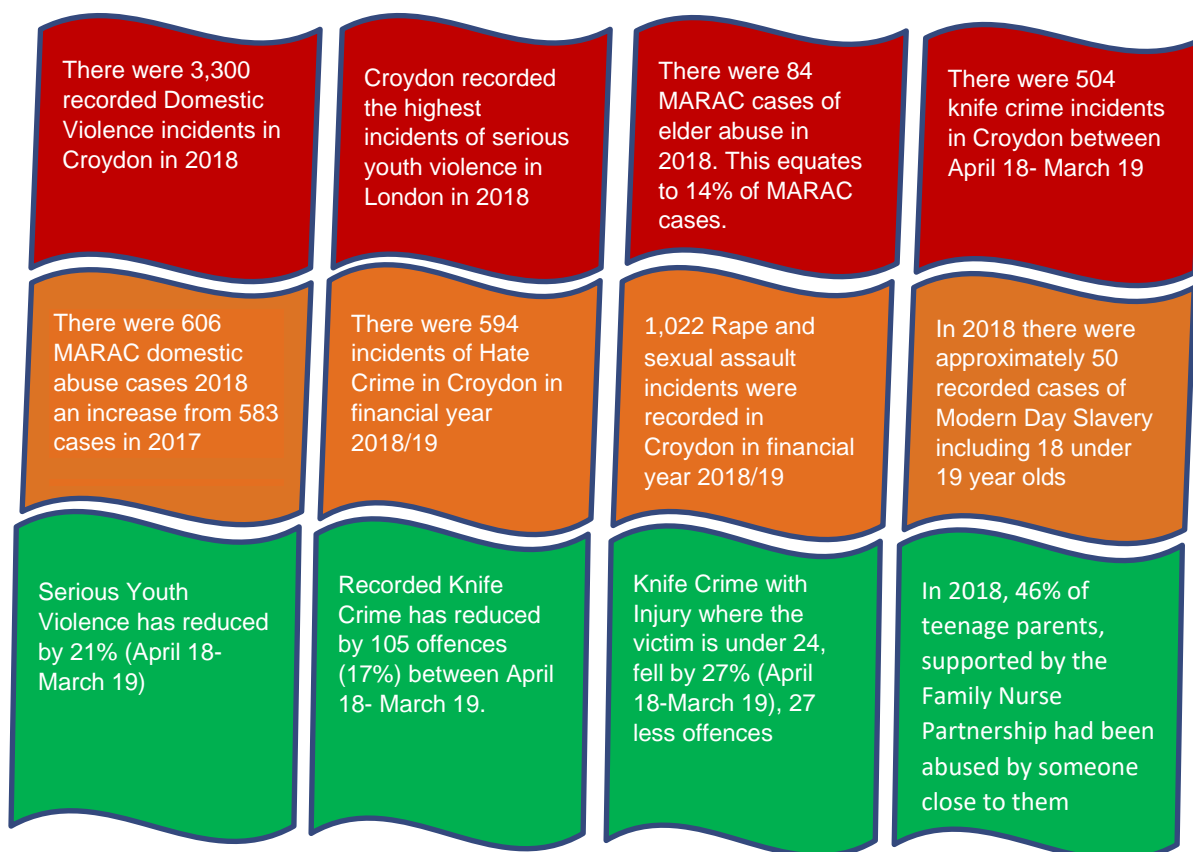 There were 3,300
recorded Domestic
Violence incidents in
Croydon in 2018
Croydon recorded
the highest
incidents of serious
youth violence in
London in 2018
There were 84
MARAC cases of
elder abuse in
2018. This equates
to 14% of MARAC
cases.
There were 504
knife crime incidents
in Croydon between
April 18- March 19
There were 606
MARAC domestic
abuse cases 2018
an increase from 583
cases in 2017
There were 594
incidents of Hate
Crime in Croydon in
financial year
2018/19
1,022 Rape and
sexual assault
incidents were
recorded in
Croydon in financial
year 2018/19
In 2018 there were
approximately 50
recorded cases of
Modern Day Slavery
including 18 under
19 year olds
Serious Youth
Violence has reduced
by 21% (April 18-
March 19)
Recorded Knife
Crime has reduced
by 105 offences
(17%) between April
18- March 19.
Knife Crime with
Injury where the
victim is under 24,
fell by 27% (April
18-March 19), 27
less offences
In 2018, 46% of
teenage parents,
supported by the
Family Nurse
Partnership had been
abused by someone
close to them